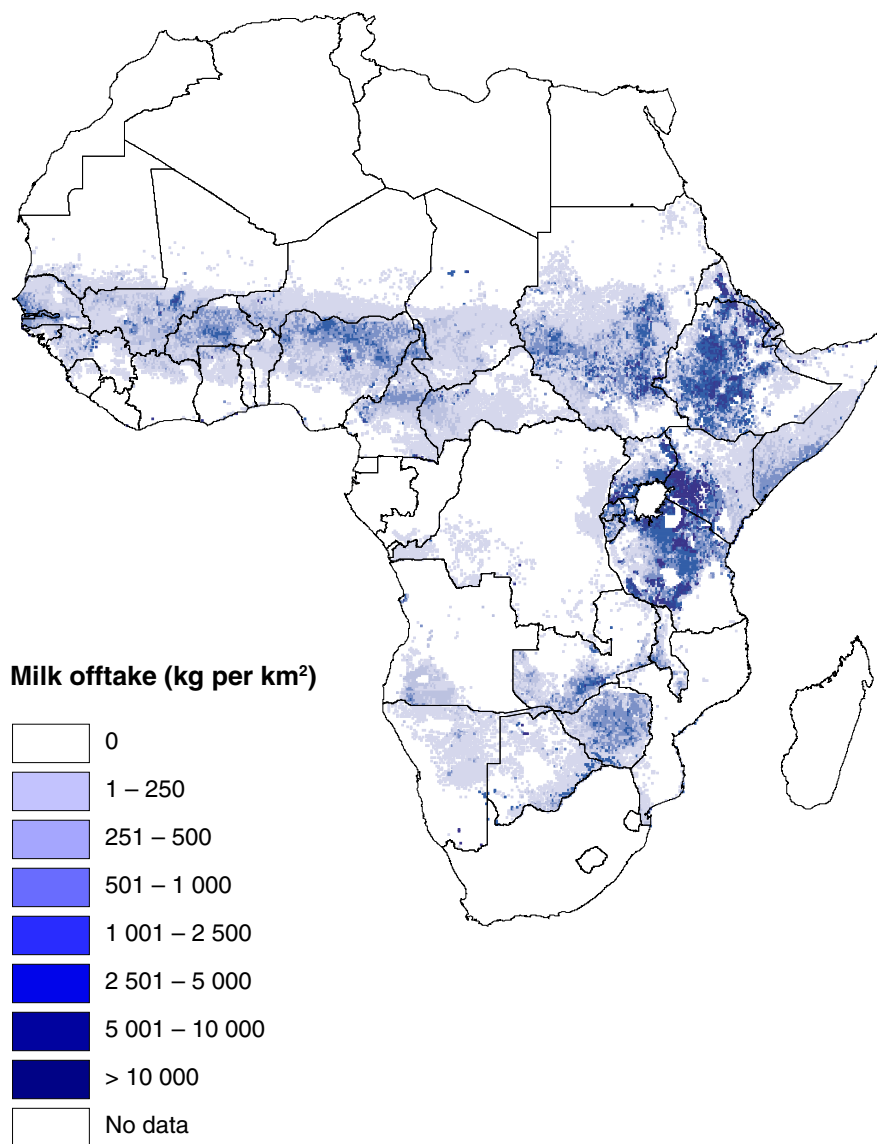 Milk offtake (kg per km²)
0
1 – 250
251 – 500
501 – 1 000
1 001 – 2 500
2 501 – 5 000
5 001 – 10 000
> 10 000
No data